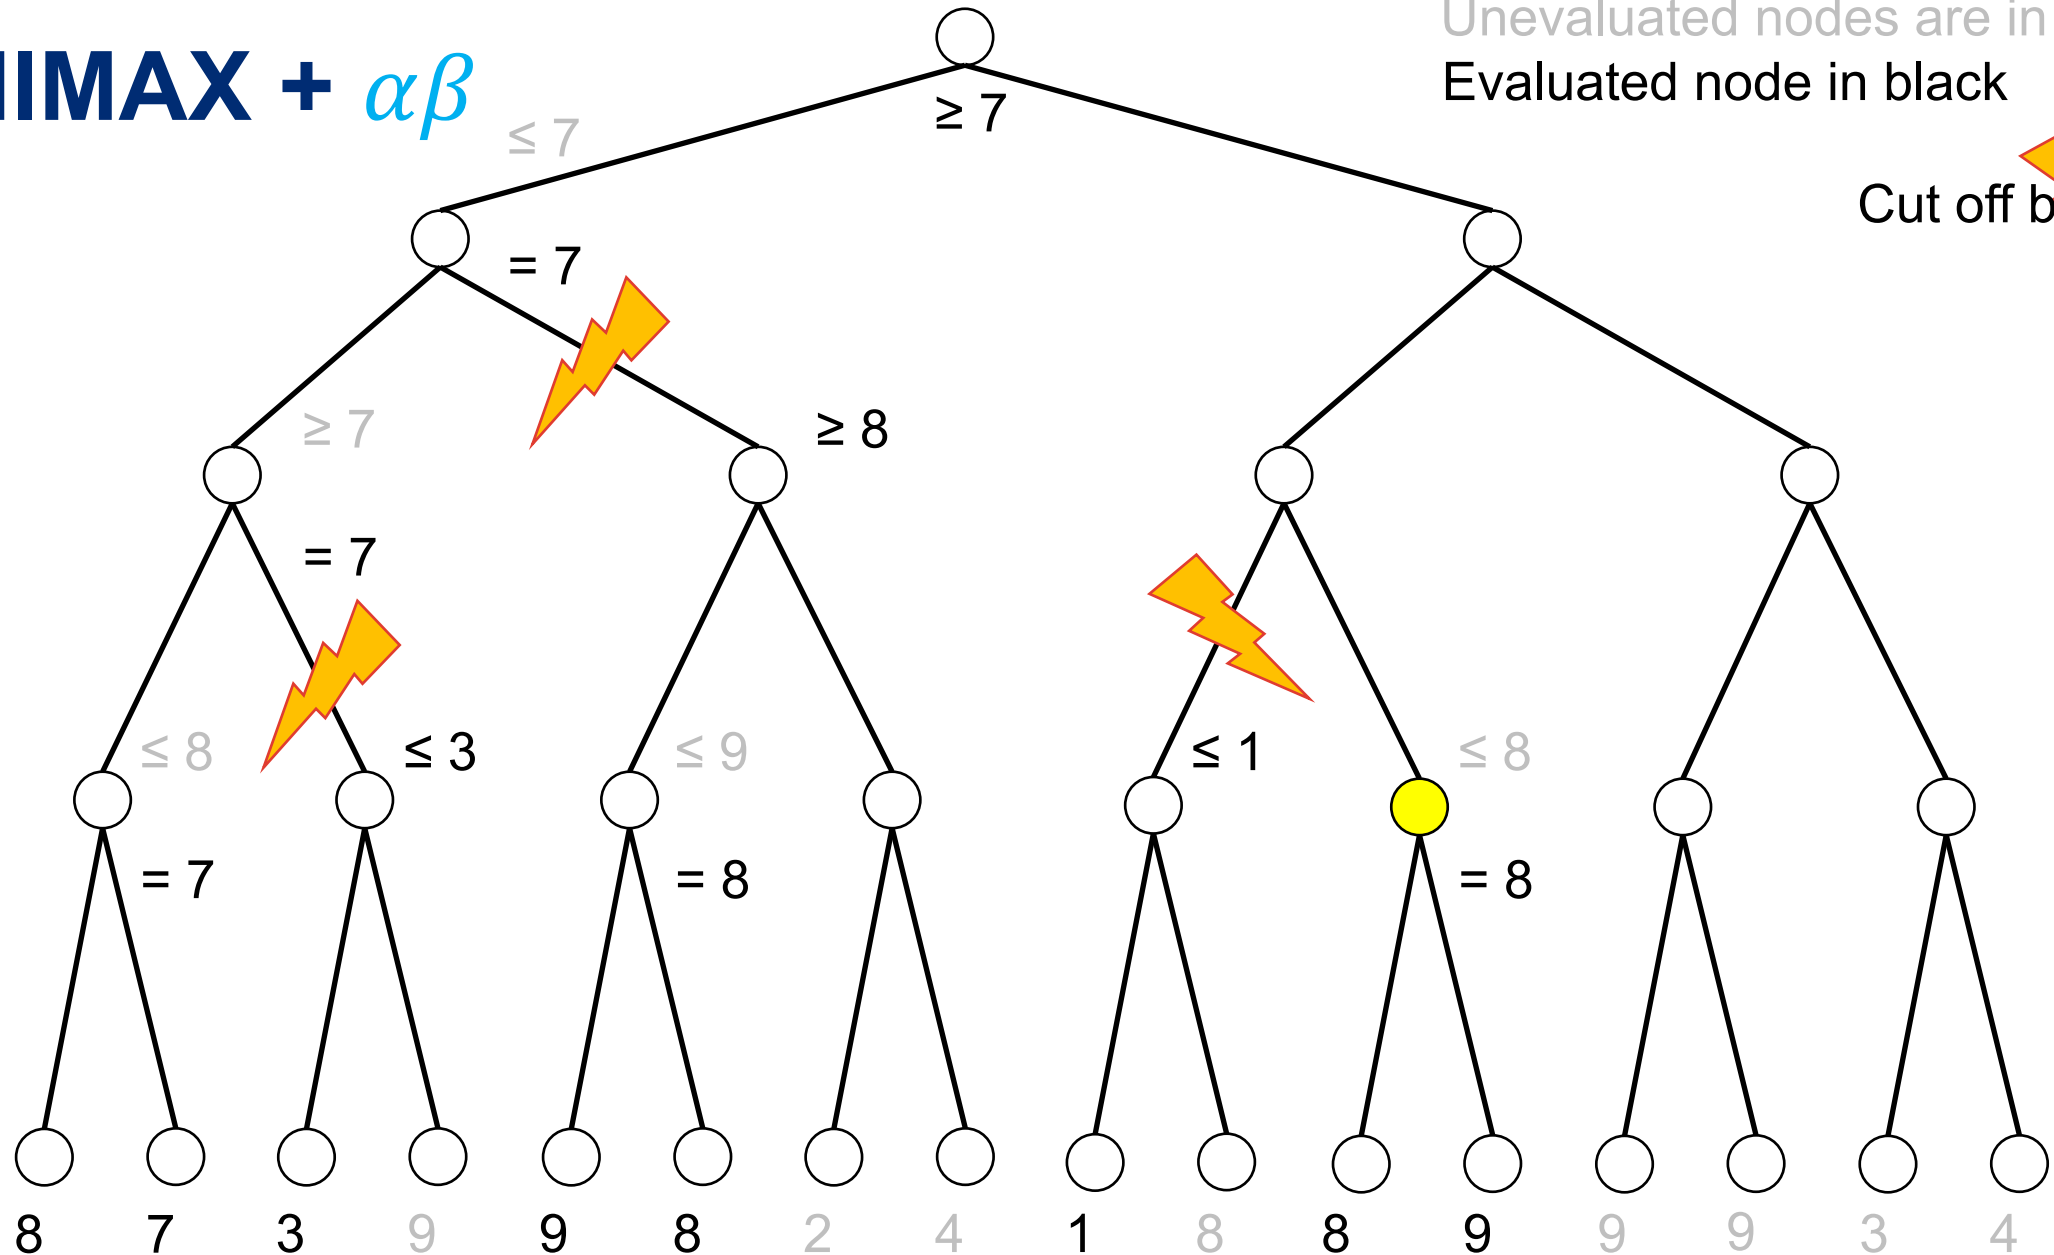 Unevaluated nodes are in
IIMAX + αβ
Evaluated node in black
≤ 7
≥ 7
Cut off b
= 7
≥ 7
≥ 8
= 7
≤ 8
≤ 3
≤ 9
≤ 1
≤ 8
= 7
= 8
= 8
8 7 3 9 9 8 2 4 1 8 8 9 9 9 3 4